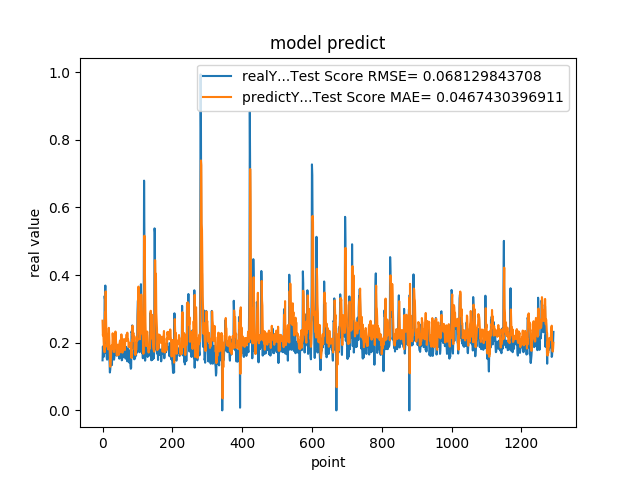 model predict
realY...Test Score RMSE= 0.068129843708
predictY...Test Score MAE= 0.0467430396911
1.0
0.8
0.6
0.4
0.2
0.0
real value
0 200 400 600 800 1000 1200
point